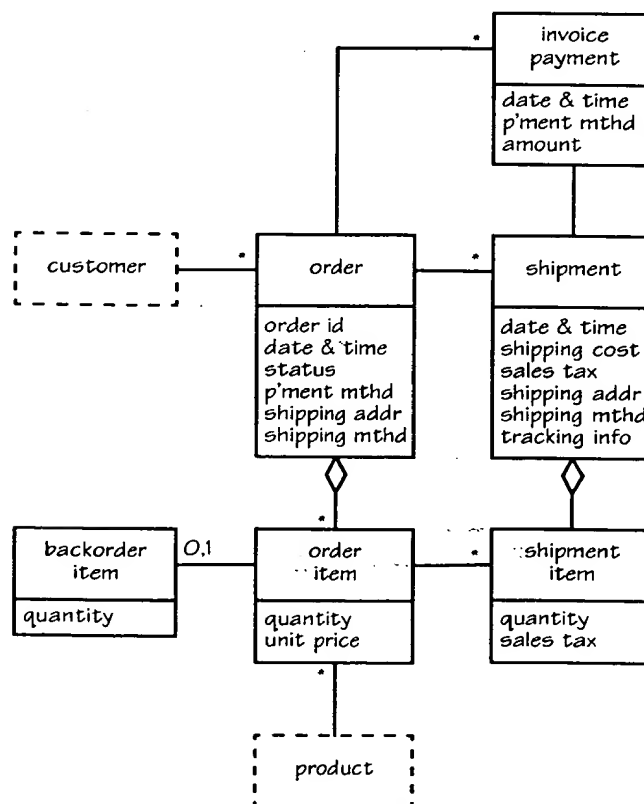 *
invoice
payment
date & time
p'ment mthd
amount
customer
*
order
*
shipment
order id
date & time
status
p'ment mthd
shipping addr
shipping mthd
date & time
shipping cost
sales tax
shipping addr
shipping mthd
tracking info
*
backorder
item
quantity
0,1
order
item
quantity
unit price
*
shipment
item
quantity
sales tax
*
product